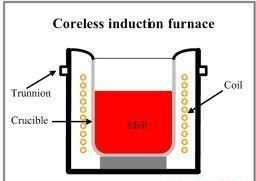 Coreless induction furnace
Trunnion
Coil
Crucible
Melt